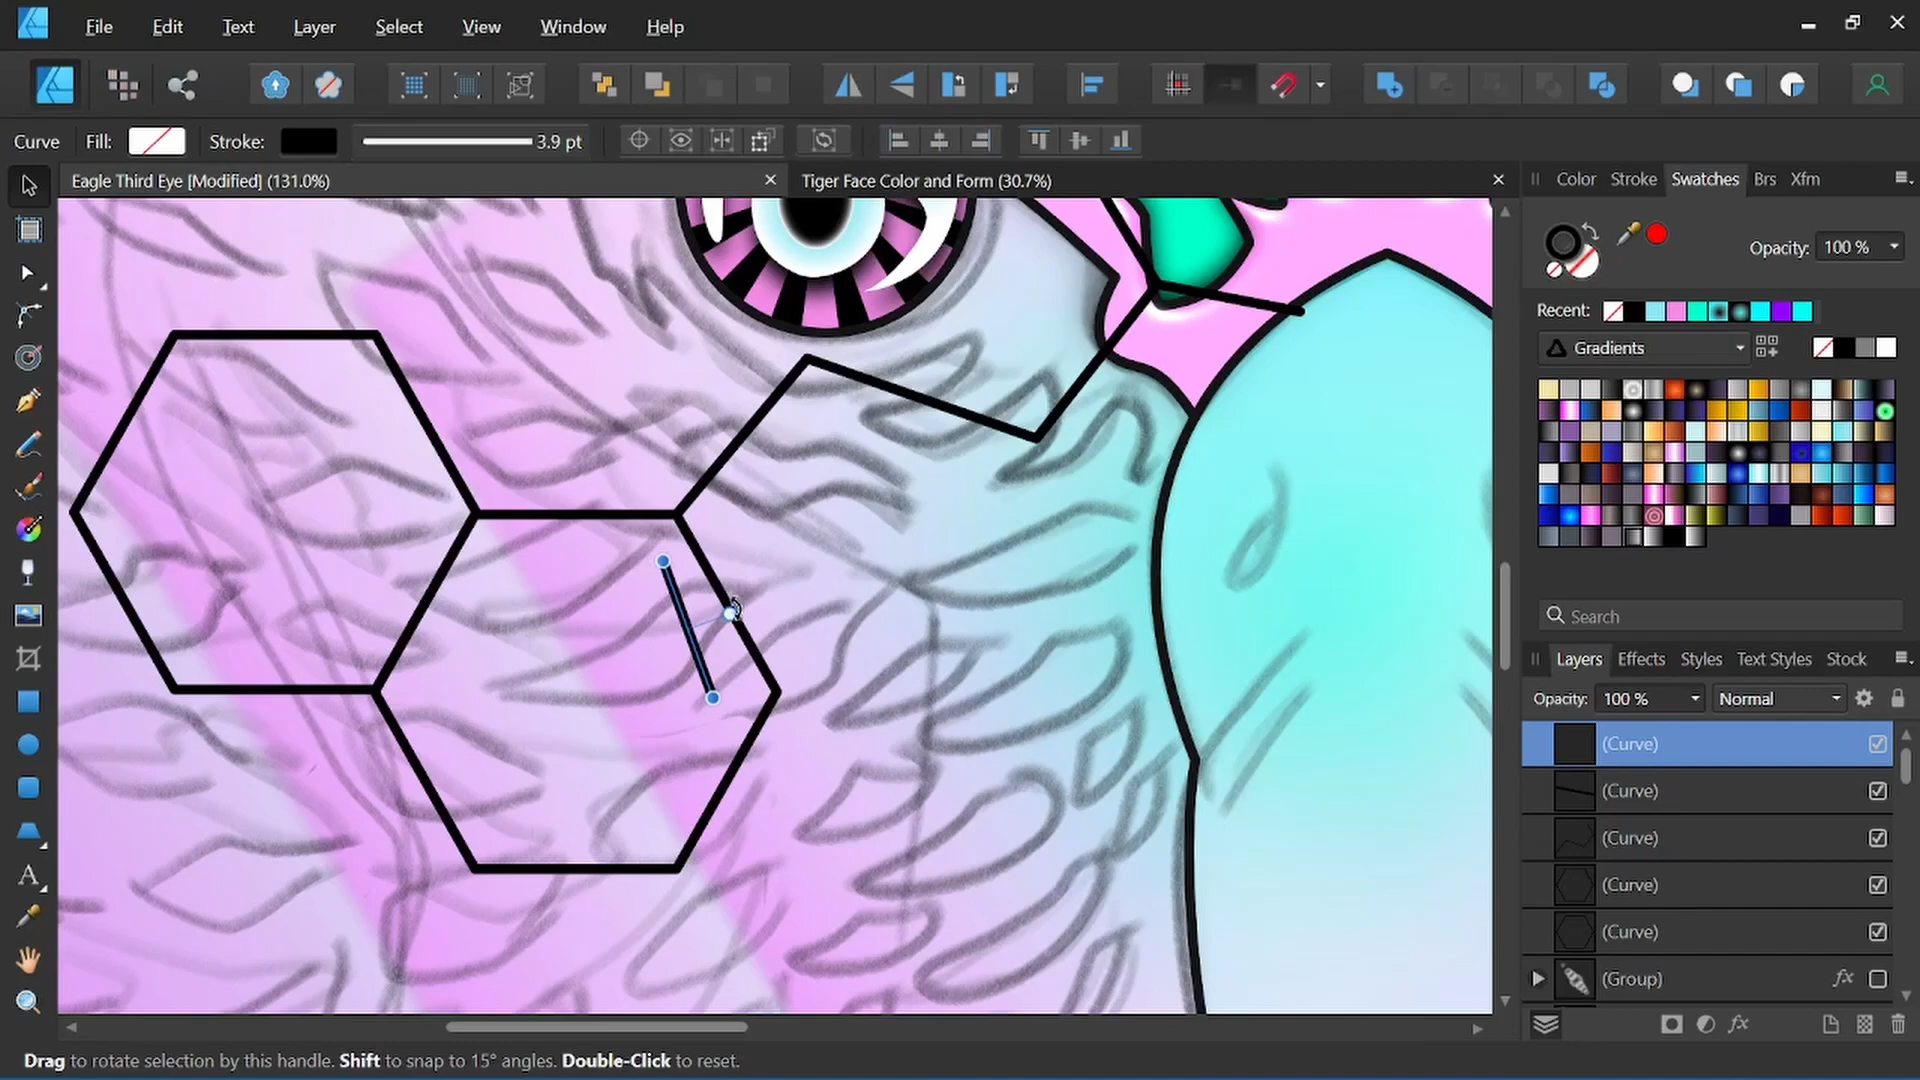 File Edit Text Layer Select View Window Help
Curve Fill: Stroke: 3.9 pt
Eagle Third Eye [Modified] (131.0%)
Tiger Face Color and Form (30.7%)
Color Stroke Swatches Brs Xfm
Opacity: 100 %
Recent:
Gradients
Search
Layers Effects Styles Text Styles Stock
Opacity: 100 % Normal
(Curve)
(Curve)
(Curve)
(Curve)
(Curve)
(Group) fx
fx
A
Drag to rotate selection by this handle. Shift to snap to 15° angles. Double-Click to reset.